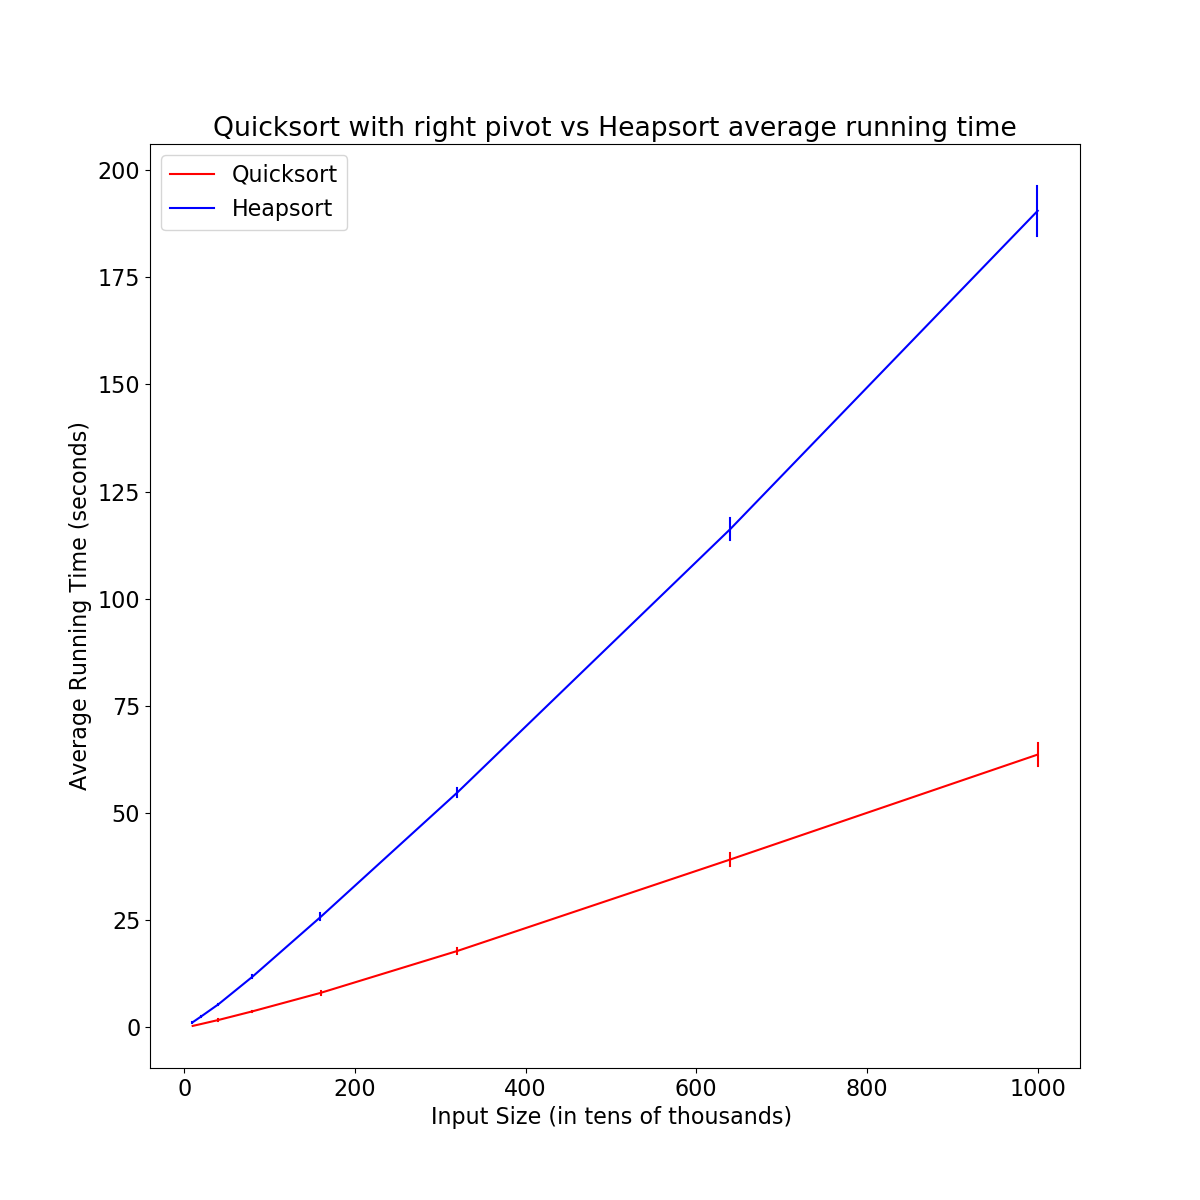 Quicksort with right pivot vs Heapsort average running time
Quicksort
Heapsort
200
175
150
125
100
75
50
25
0
Average Running Time (seconds)
0 200 400 600 800 1000
Input Size (in tens of thousands)